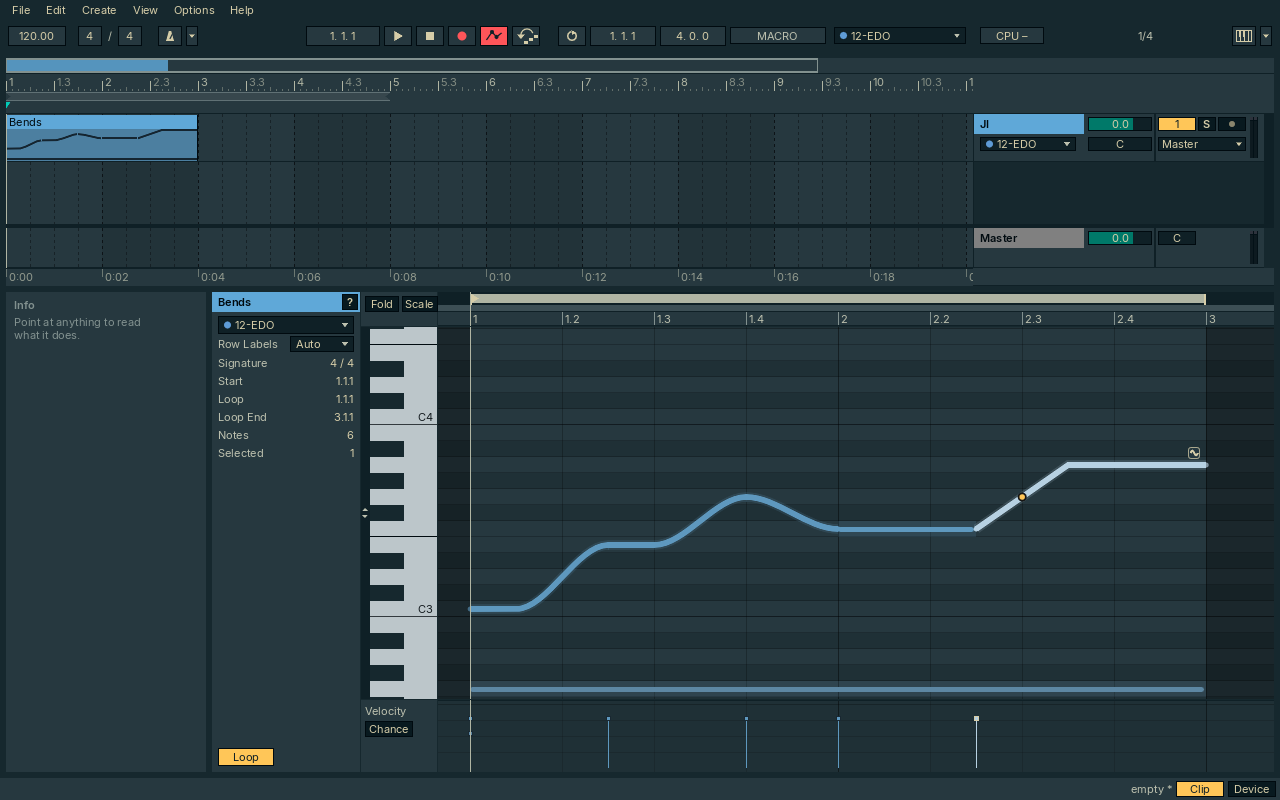 File Edit Create View Options Help
120.00 4 / 4 1. 1. 1 1. 1. 1 4. 0. 0 MACRO 12-EDO CPU – 1/4
1 1.3 2 2.3 3 3.3 4 4.3 5 5.3 6 6.3 7 7.3 8 8.3 9 9.3 10 10.3 1
Bends
JI 0.0 1 S
12-EDO C Master
Master 0.0 C
0:00 0:02 0:04 0:06 0:08 0:10 0:12 0:14 0:16 0:18
Info
Point at anything to read
what it does.
Bends ?
12-EDO
Row Labels Auto
Signature 4 / 4
Start 1.1.1
Loop 1.1.1
Loop End 3.1.1
Notes 6
Selected 1
Loop
Fold Scale
1 1.2 1.3 1.4 2 2.2 2.3 2.4 3
C4
C3
Velocity
Chance
empty * Clip Device